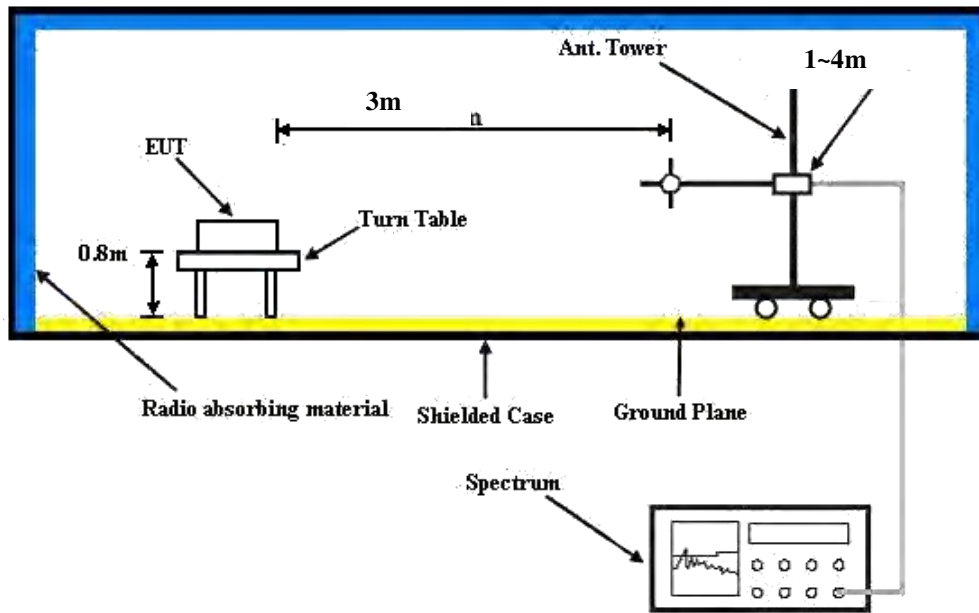 Ant. Tower
1~4m
3m
n
EUT
Turn Table
0.8m
Radio absorbing material
Shielded Case
Ground Plane
Spectrum